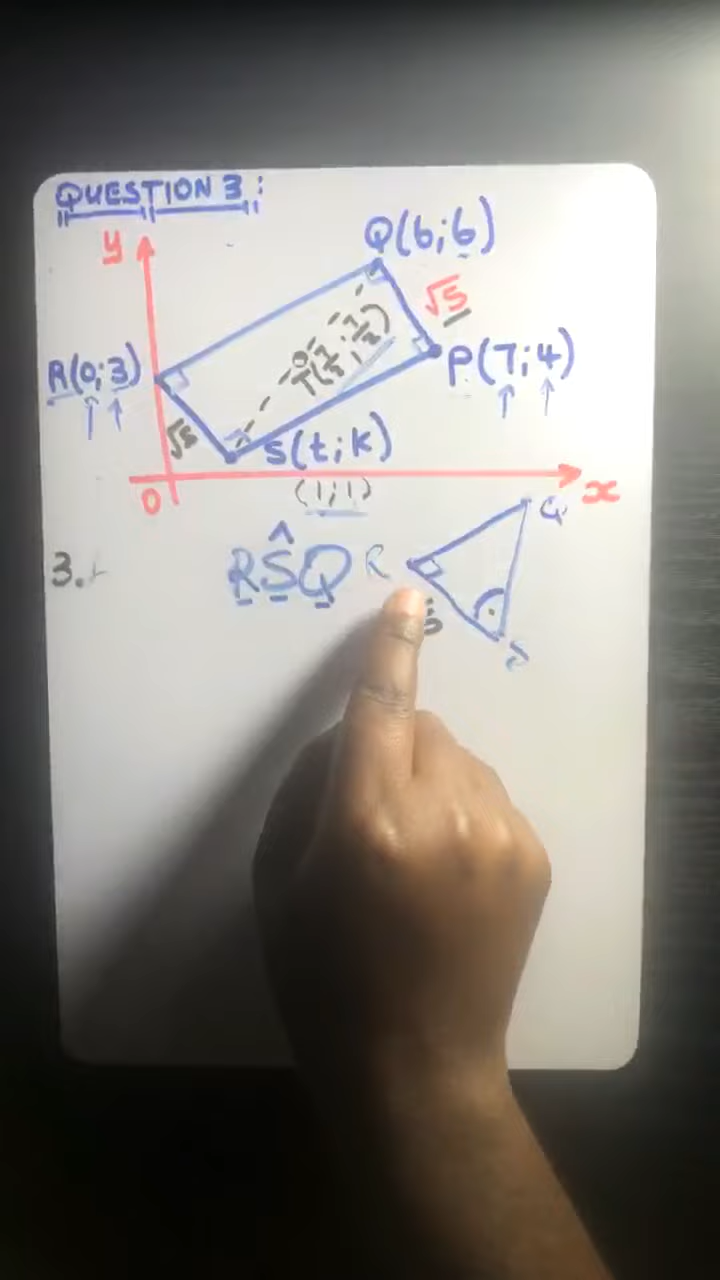 QUESTION 3:
y
Q(6;6)
√5
T(7/2;7/2)
R(0;3)
P(7;4)
√5
S(t;k)
(1;1)
0
x
3.
RŜQ
R
Q